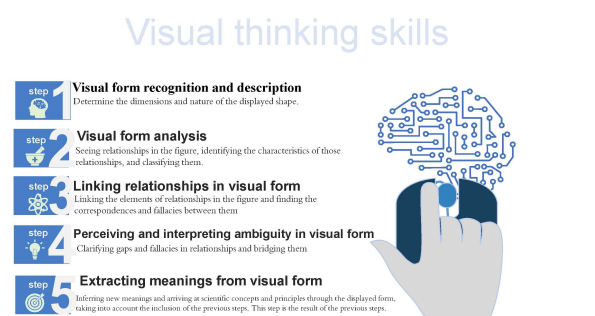 Visual thinking skills
step 1
Visual form recognition and description
Determine the dimensions and nature of the displayed shape.
step 2
Visual form analysis
Seeing relationships in the figure, identifying the characteristics of those
relationships, and classifying them.
step 3
Linking relationships in visual form
Linking the elements of relationships in the figure and finding the
correspondences and fallacies between them
step 4
Perceiving and interpreting ambiguity in visual form
Clarifying gaps and fallacies in relationships and bridging them
step 5
Extracting meanings from visual form
Inferring new meanings and arriving at scientific concepts and principles through the displayed form,
taking into account the inclusion of the previous steps. This step is the result of the previous steps.